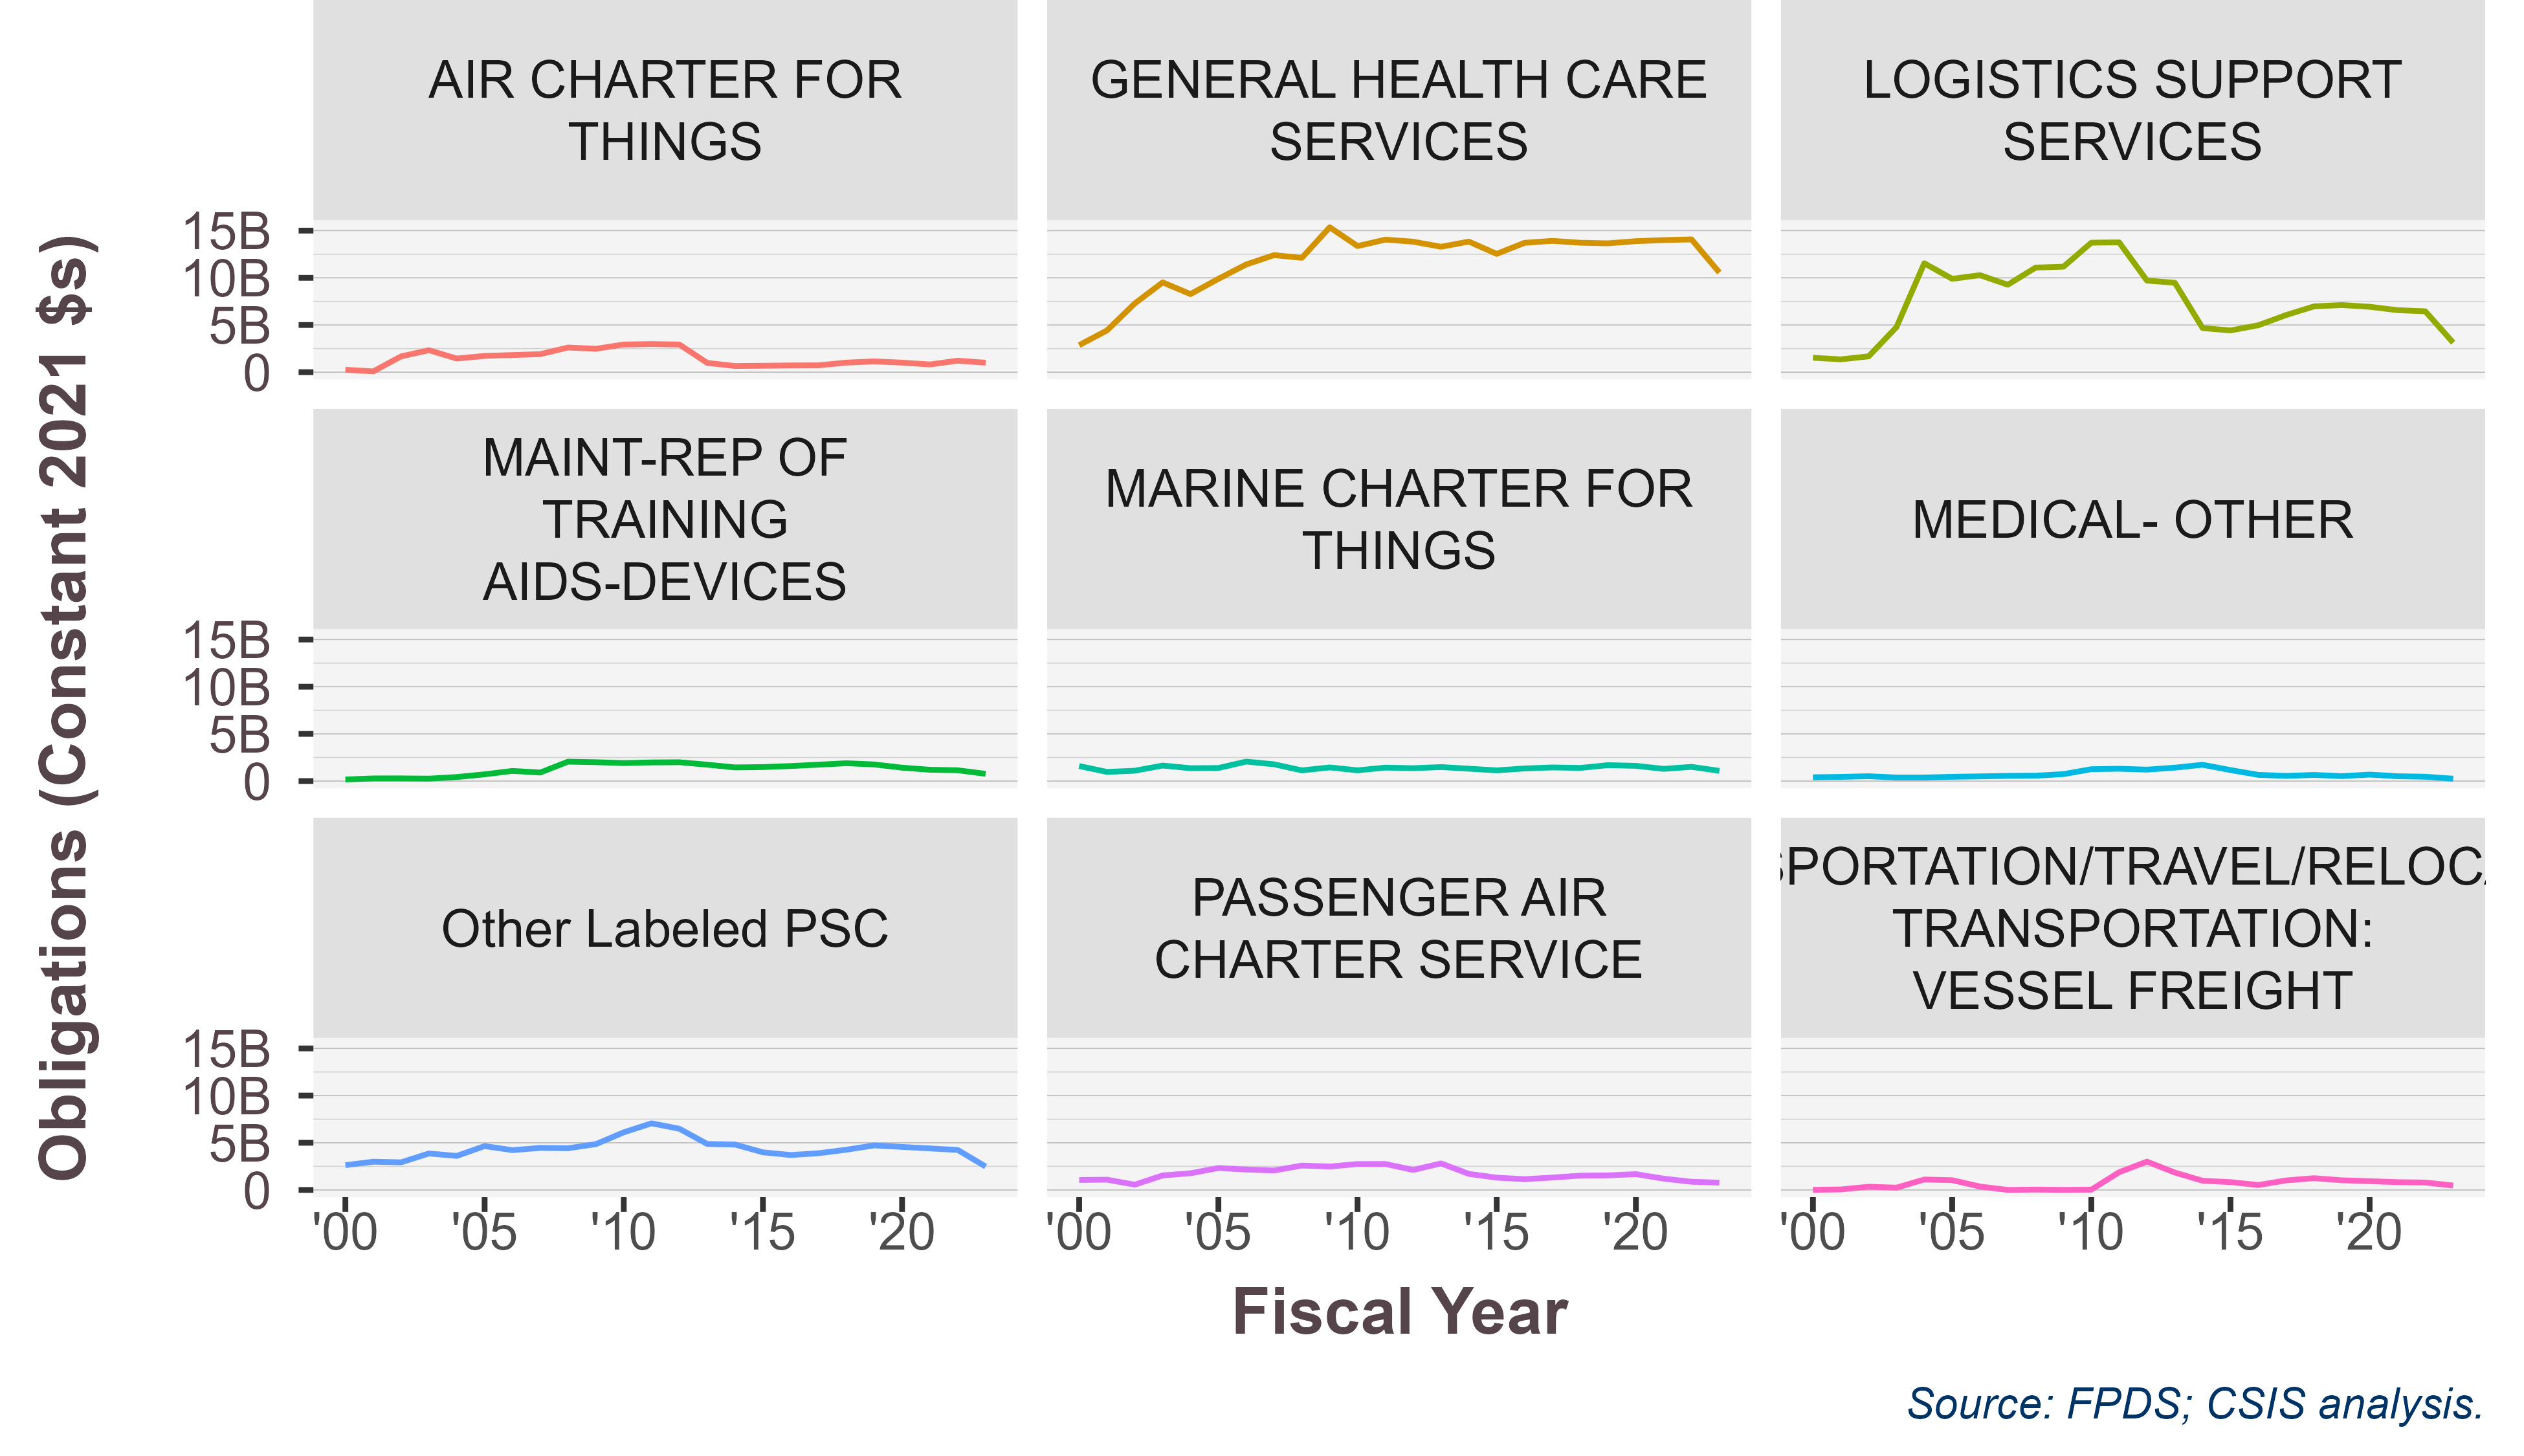 AIR CHARTER FOR
THINGS
GENERAL HEALTH CARE
SERVICES
LOGISTICS SUPPORT
SERVICES
15B
10B
5B
0
MAINT-REP OF
TRAINING
AIDS-DEVICES
MARINE CHARTER FOR
THINGS
MEDICAL- OTHER
15B
10B
5B
0
Other Labeled PSC
PASSENGER AIR
CHARTER SERVICE
SPORTATION/TRAVEL/RELOCA
TRANSPORTATION:
VESSEL FREIGHT
15B
10B
5B
0
'00 '05 '10 '15 '20
'00 '05 '10 '15 '20
'00 '05 '10 '15 '20
Obligations (Constant 2021 $s)
Fiscal Year
Source: FPDS; CSIS analysis.